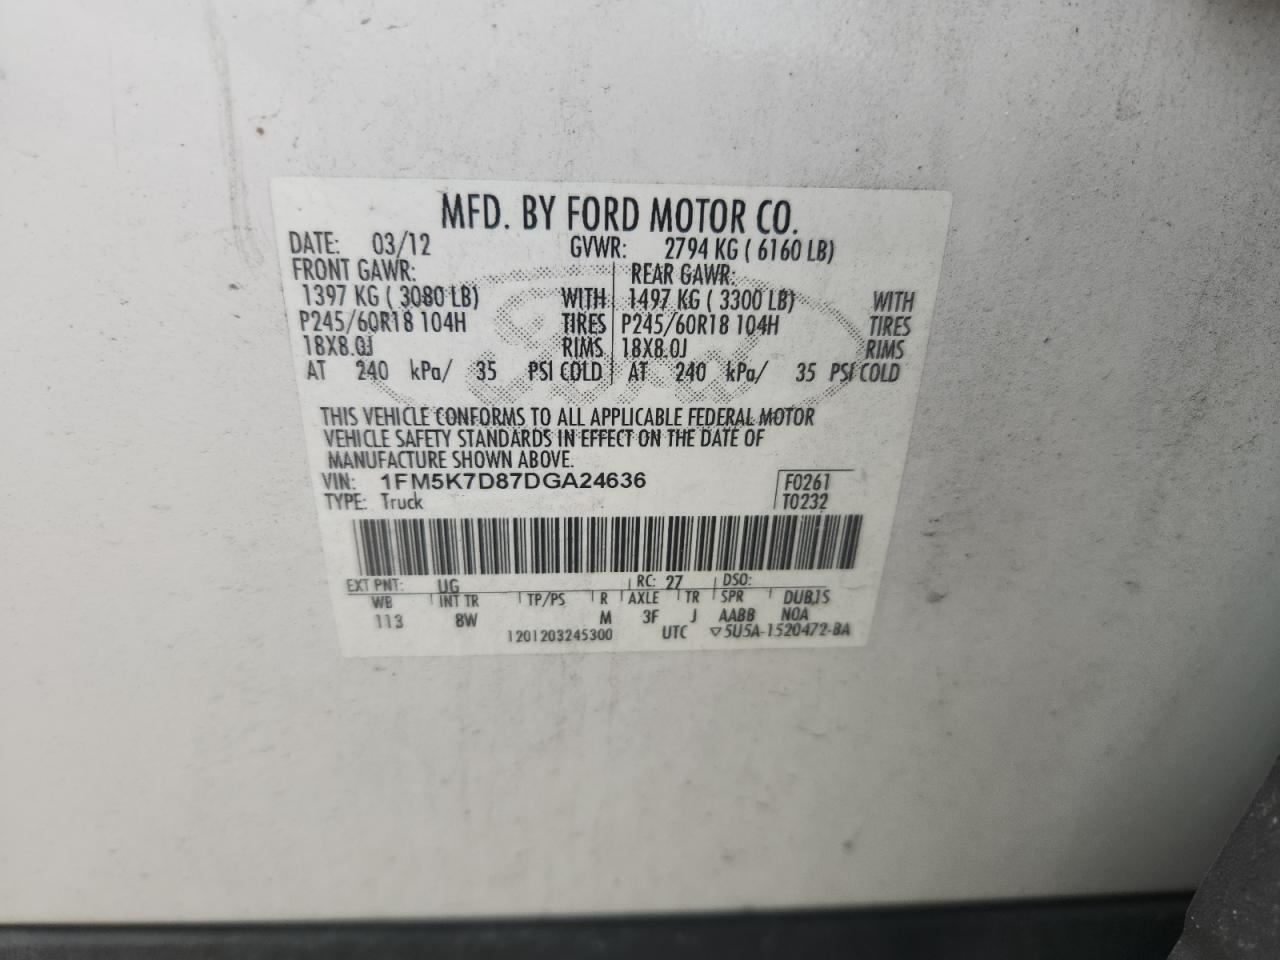 MFD. BY FORD MOTOR CO.
DATE: 03/12 GVWR: 2794 KG ( 6160 LB)
FRONT GAWR: REAR GAWR:
1397 KG ( 3080 LB) WITH 1497 KG ( 3300 LB) WITH
P245/60R18 104H TIRES P245/60R18 104H TIRES
18X8.0J RIMS 18X8.0J RIMS
AT 240 kPa/ 35 PSI COLD AT 240 kPa/ 35 PSI COLD
THIS VEHICLE CONFORMS TO ALL APPLICABLE FEDERAL MOTOR
VEHICLE SAFETY STANDARDS IN EFFECT ON THE DATE OF
MANUFACTURE SHOWN ABOVE.
VIN: 1FM5K7D87DGA24636 F0261
TYPE: Truck T0232
EXT PNT: UG RC: 27 DSO:
WB INT TR TP/PS R AXLE TR SPR DUBJS
113 8W M 3F J AABB NOA
1201203245300 UTC ▽5U5A-1520472-BA